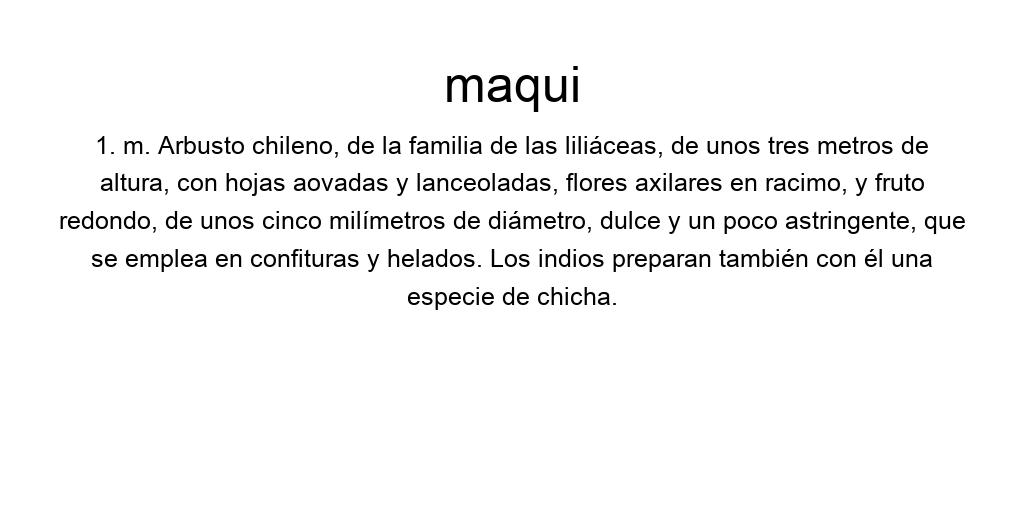 maqui
1. m. Arbusto chileno, de la familia de las liliáceas, de unos tres metros de
altura, con hojas aovadas y lanceoladas, flores axilares en racimo, y fruto
redondo, de unos cinco milímetros de diámetro, dulce y un poco astringente, que
se emplea en confituras y helados. Los indios preparan también con él una
especie de chicha.